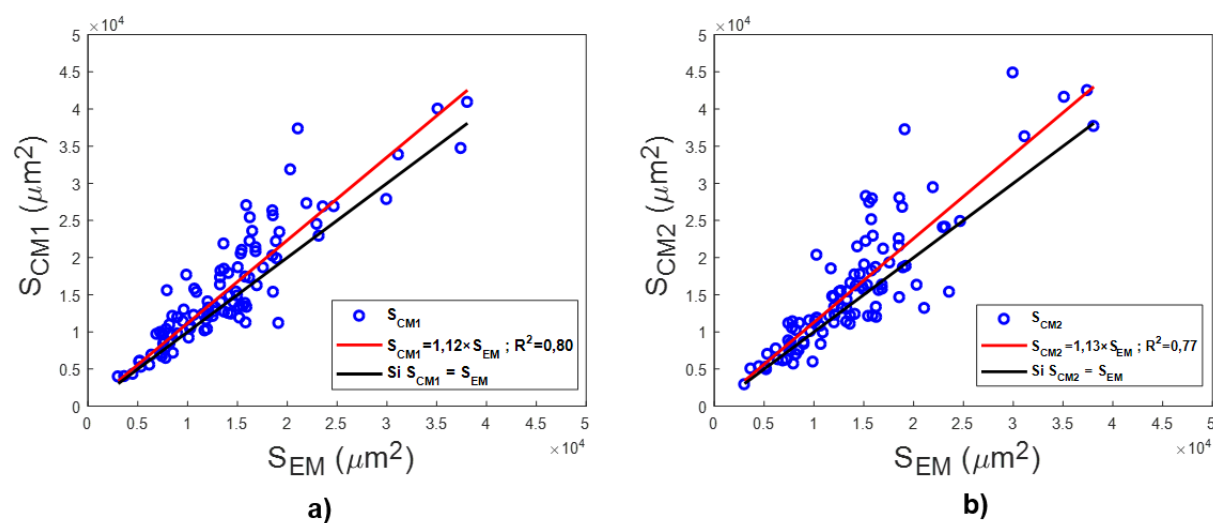 ×10⁴
5
4.5
4
3.5
3
2.5
2
1.5
1
0.5
0
S_CM1 (μm²)
0 0.5 1 1.5 2 2.5 3 3.5 4 4.5 5
×10⁴
S_EM (μm²)
S_CM1
S_CM1=1,12×S_EM ; R²=0,80
Si S_CM1 = S_EM
a)
×10⁴
5
4.5
4
3.5
3
2.5
2
1.5
1
0.5
0
S_CM2 (μm²)
0 0.5 1 1.5 2 2.5 3 3.5 4 4.5 5
×10⁴
S_EM (μm²)
S_CM2
S_CM2=1,13×S_EM ; R²=0,77
Si S_CM2 = S_EM
b)